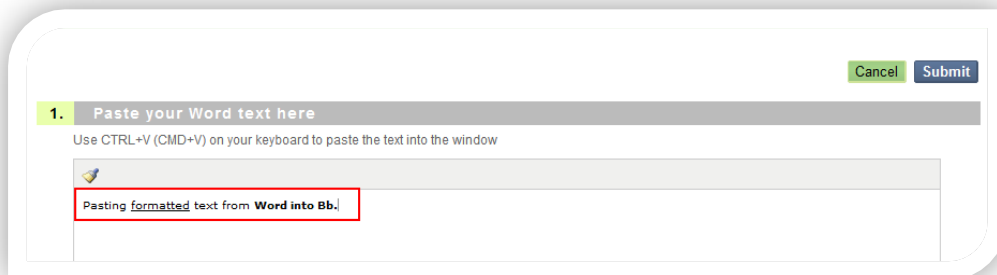 Cancel Submit
1. Paste your Word text here
Use CTRL+V (CMD+V) on your keyboard to paste the text into the window
Pasting formatted text from Word into Bb.